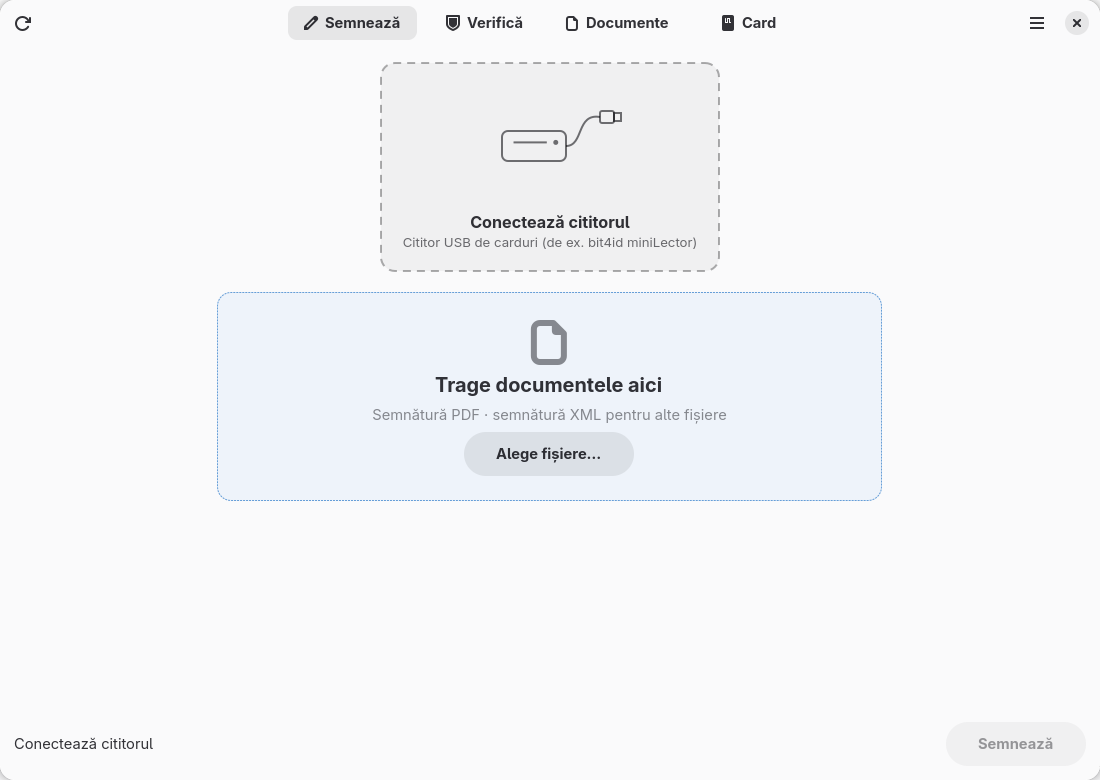 Semnează
Verifică
Documente
Card
Conectează cititorul
Cititor USB de carduri (de ex. bit4id miniLector)
Trage documentele aici
Semnătură PDF · semnătură XML pentru alte fișiere
Alege fișiere…
Conectează cititorul
Semnează